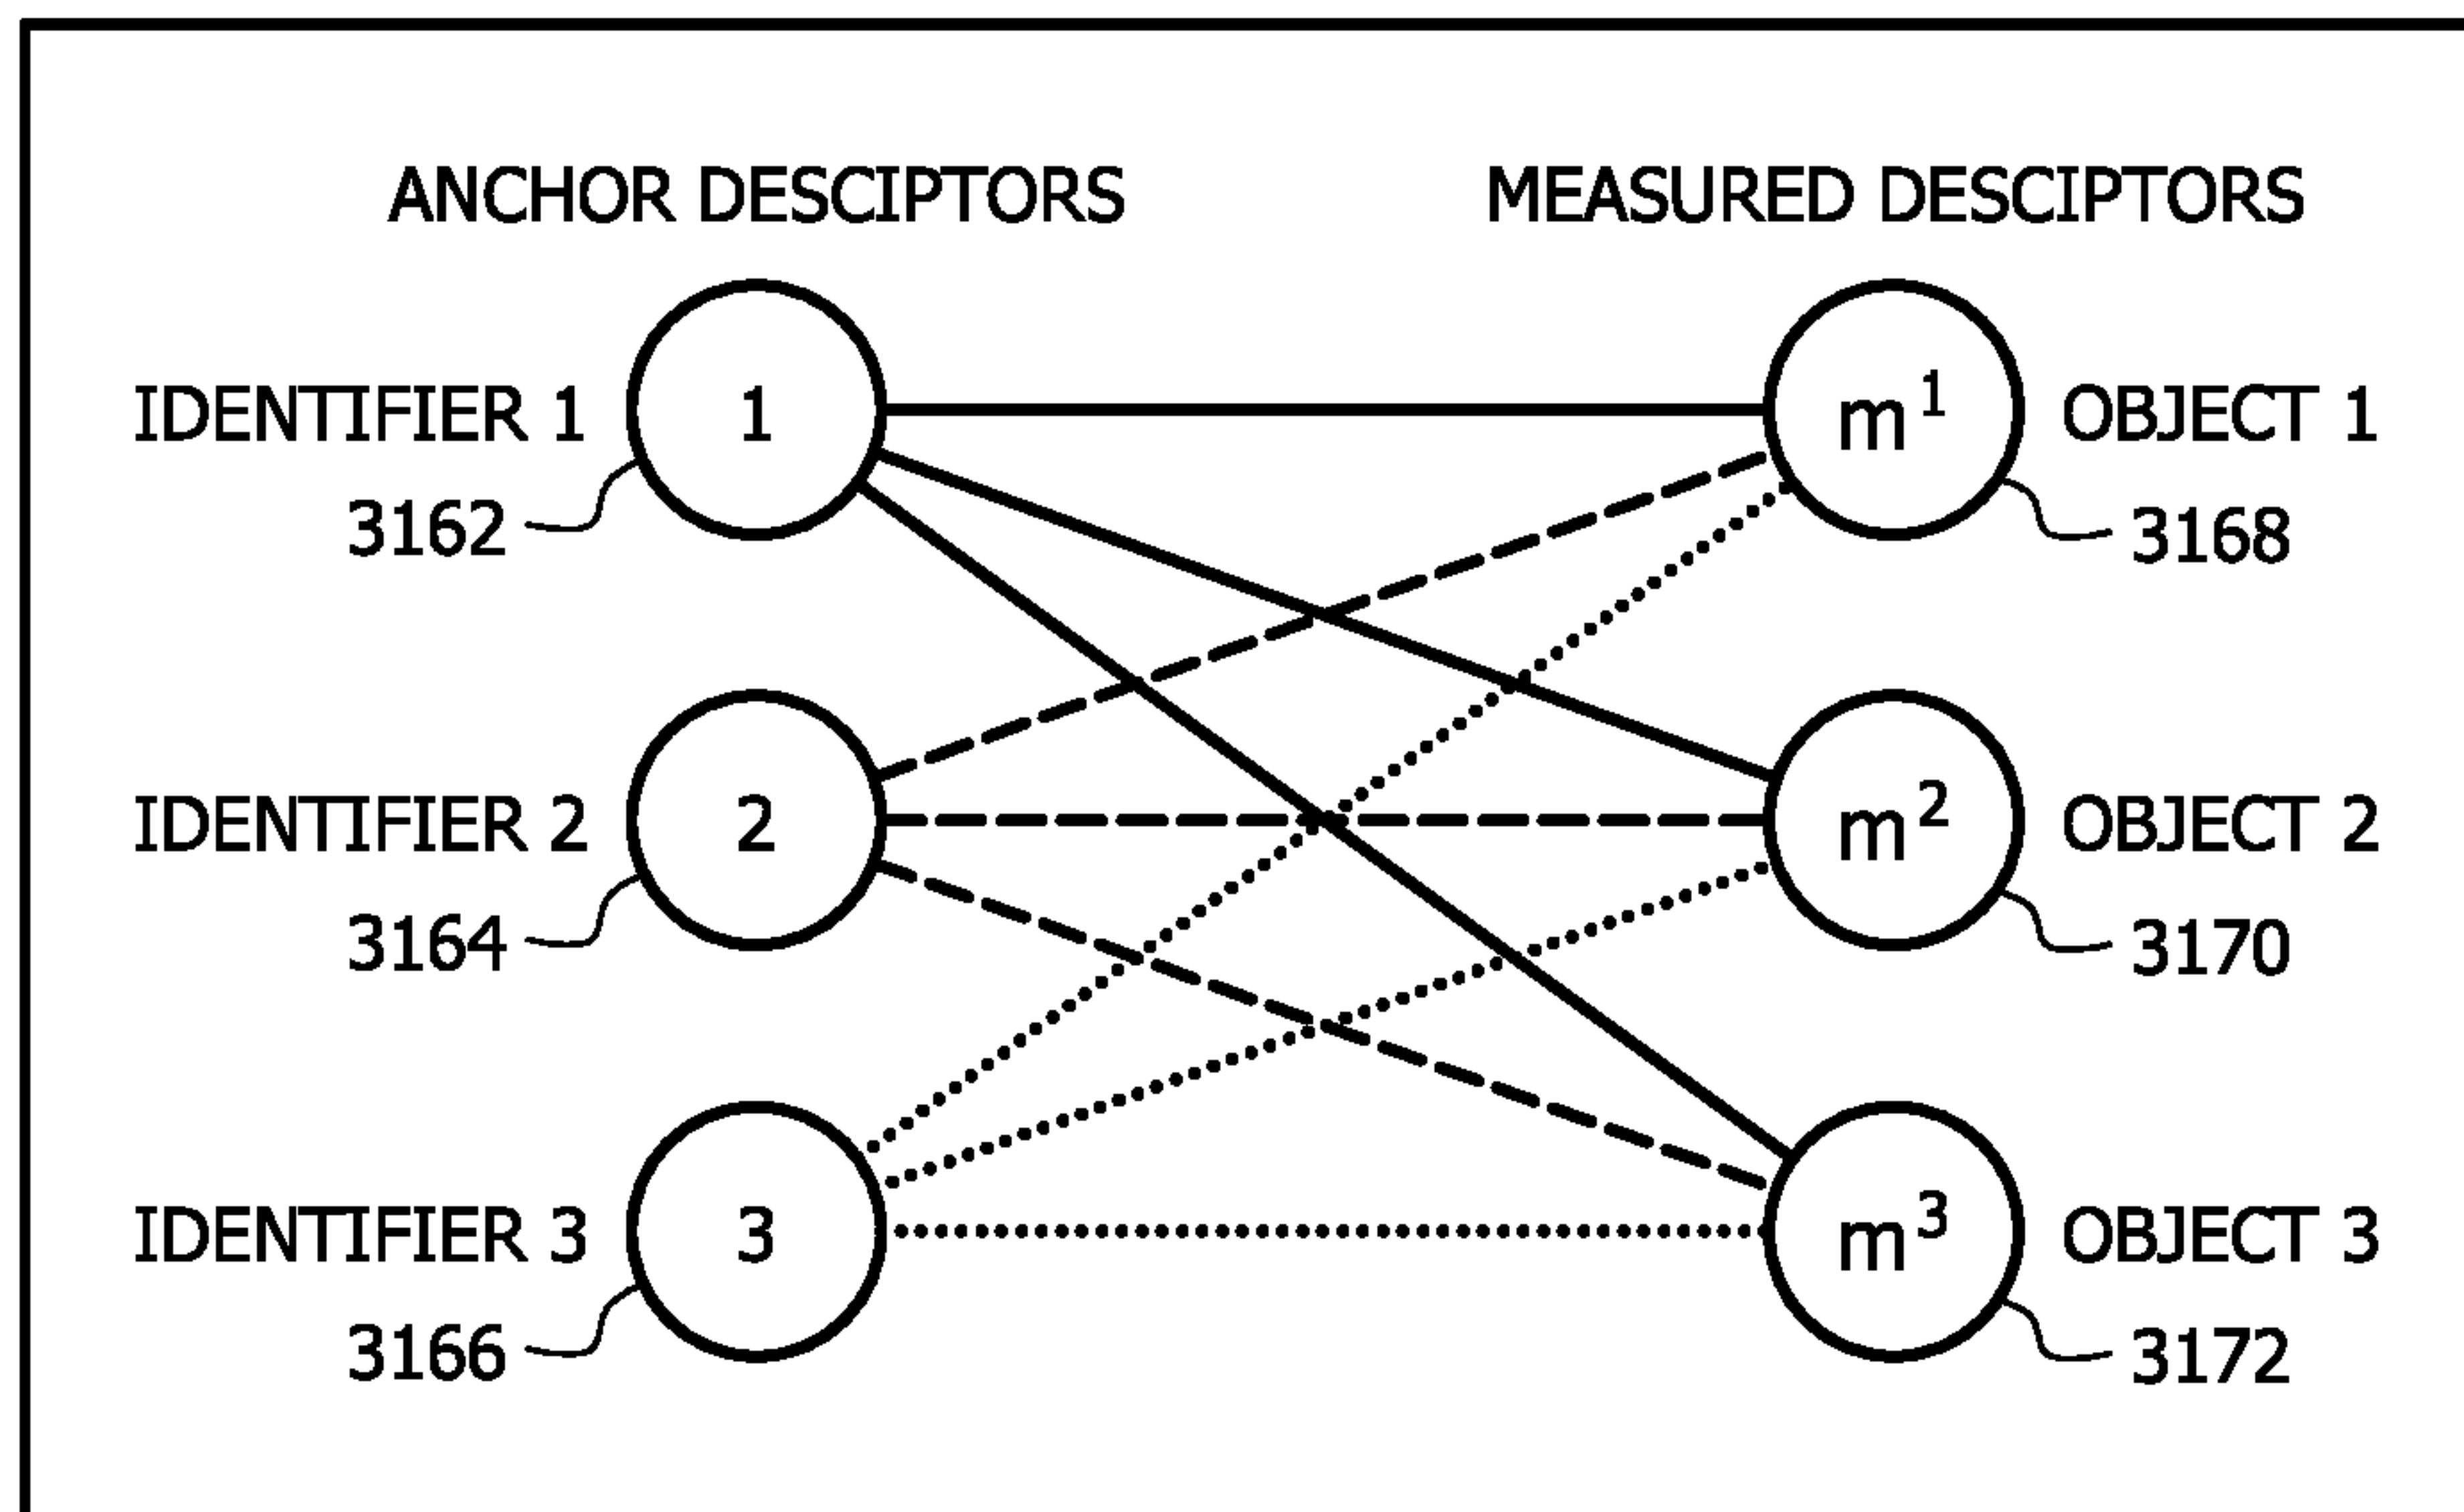 ANCHOR DESCIPTORS
MEASURED DESCIPTORS
IDENTIFIER 1
1
m¹
OBJECT 1
3162
3168
IDENTIFIER 2
2
m²
OBJECT 2
3164
3170
IDENTIFIER 3
3
m³
OBJECT 3
3166
3172